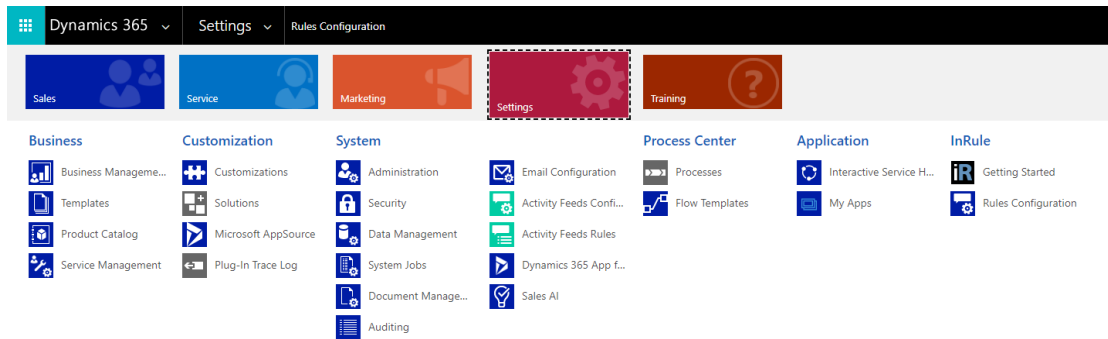 Dynamics 365 Settings Rules Configuration
Sales Service Marketing Settings Training
Business Customization System Process Center Application InRule
Business Manageme... Customizations Administration Email Configuration Processes Interactive Service H... iR Getting Started
Templates Solutions Security Activity Feeds Confi... Flow Templates My Apps Rules Configuration
Product Catalog Microsoft AppSource Data Management Activity Feeds Rules
Service Management Plug-In Trace Log System Jobs Dynamics 365 App f...
Document Manage... Sales AI
Auditing